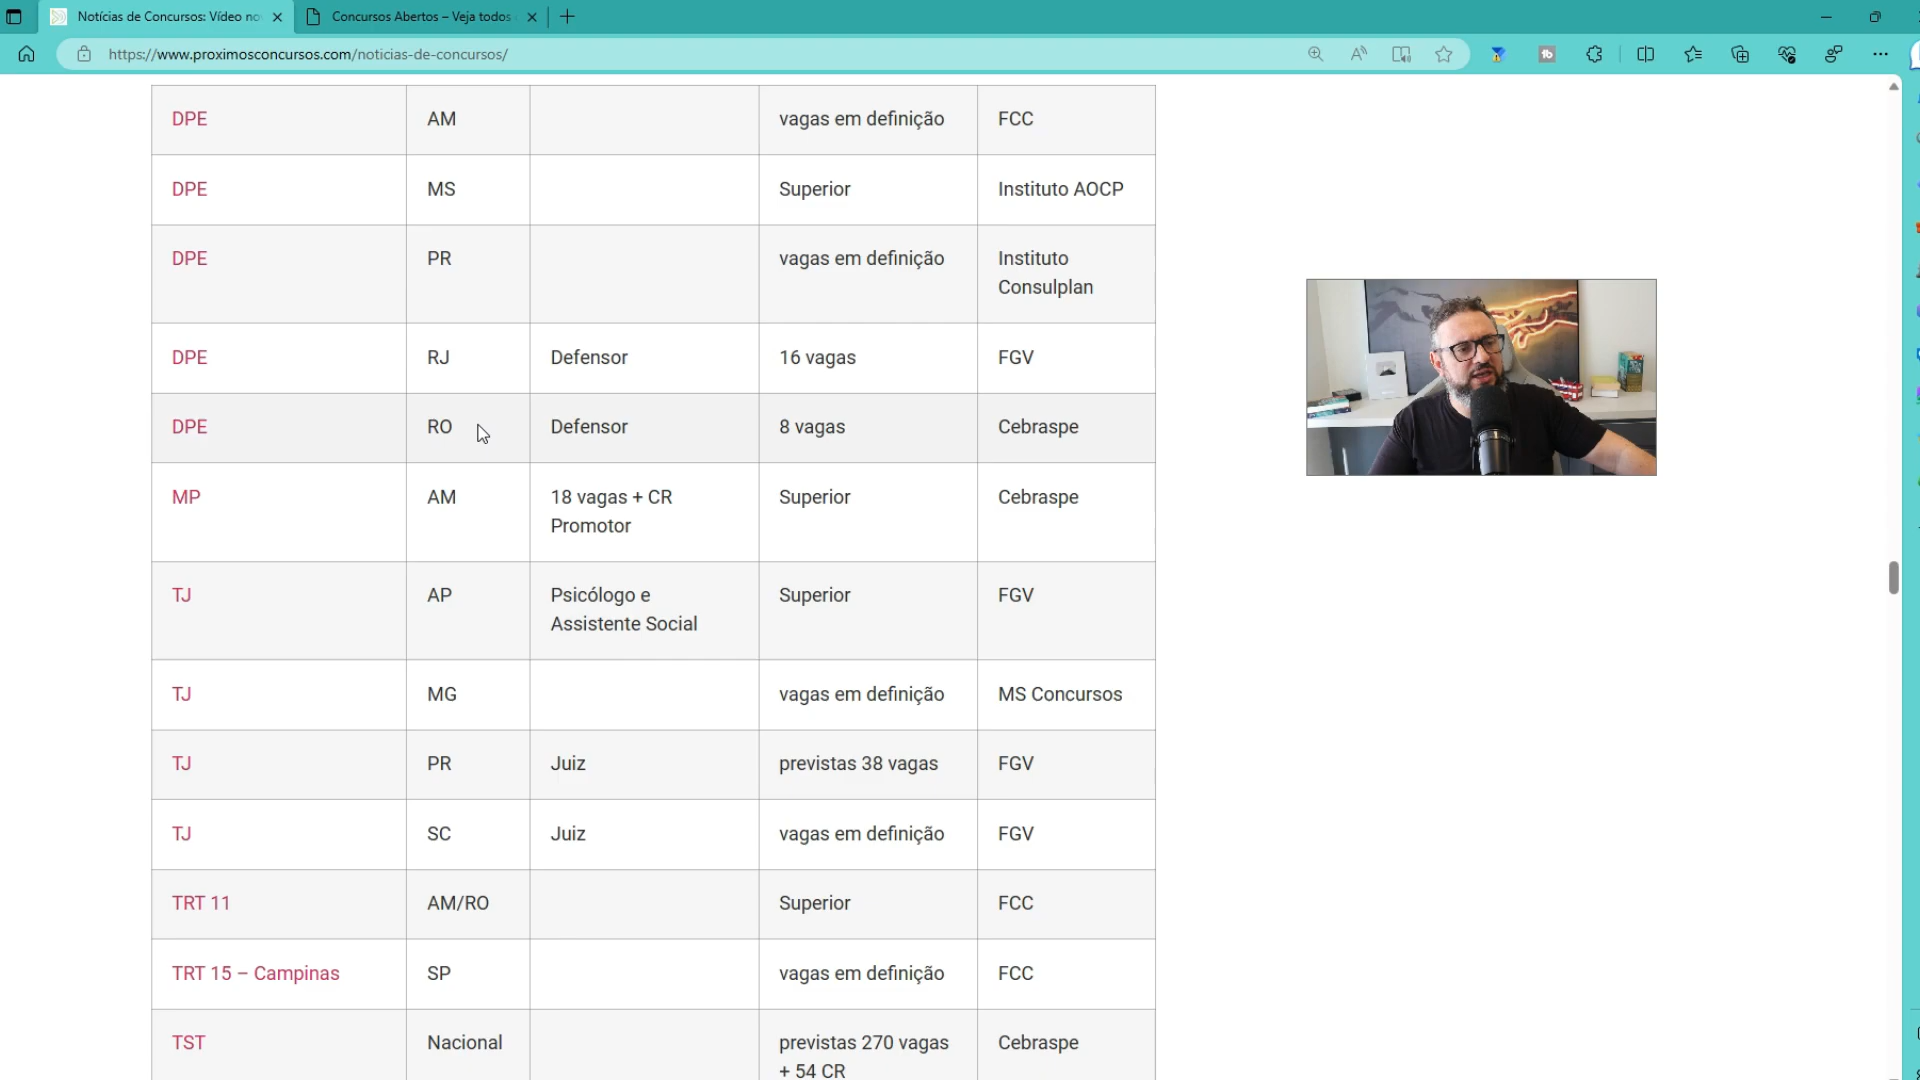 Notícias de Concursos: Vídeo no
Concursos Abertos – Veja todos
https://www.proximosconcursos.com/noticias-de-concursos/
DPE AM vagas em definição FCC
DPE MS Superior Instituto AOCP
DPE PR vagas em definição Instituto
Consulplan
DPE RJ Defensor 16 vagas FGV
DPE RO Defensor 8 vagas Cebraspe
MP AM 18 vagas + CR Superior Cebraspe
Promotor
TJ AP Psicólogo e Superior FGV
Assistente Social
TJ MG vagas em definição MS Concursos
TJ PR Juiz previstas 38 vagas FGV
TJ SC Juiz vagas em definição FGV
TRT 11 AM/RO Superior FCC
TRT 15 – Campinas SP vagas em definição FCC
TST Nacional previstas 270 vagas Cebraspe
+ 54 CR